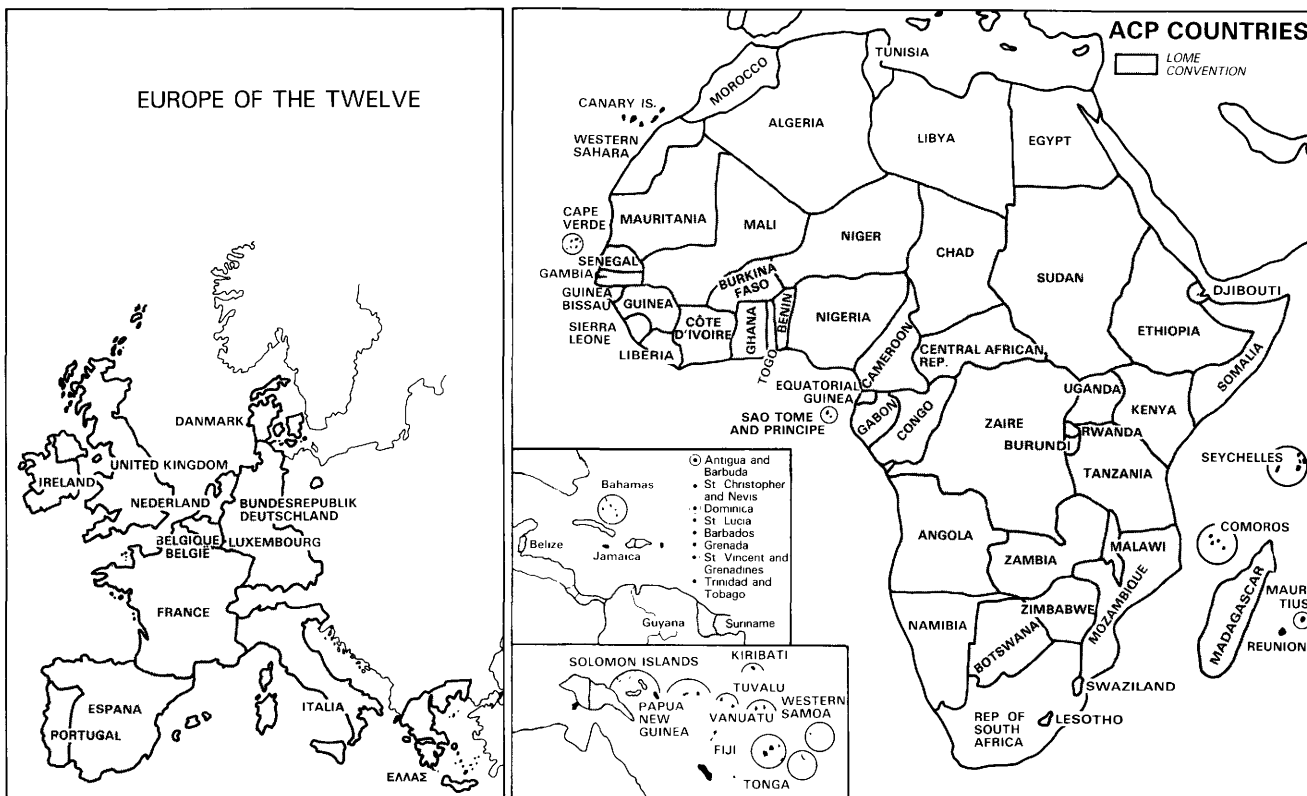 EUROPE OF THE TWELVE
DANMARK
UNITED KINGDOM
IRELAND
NEDERLAND
BUNDESREPUBLIK
DEUTSCHLAND
BELGIQUE
BELGIË
LUXEMBOURG
FRANCE
ESPANA
PORTUGAL
ITALIA
ΕΛΛΑΣ
ACP COUNTRIES
LOME
CONVENTION
TUNISIA
MOROCCO
CANARY IS.
ALGERIA
LIBYA
EGYPT
WESTERN
SAHARA
CAPE
VERDE
MAURITANIA
MALI
NIGER
CHAD
SUDAN
SENEGAL
GAMBIA
BURKINA
FASO
DJIBOUTI
GUINEA
BISSAU
GUINEA
CÔTE
D'IVOIRE
GHANA
TOGO
BENIN
NIGERIA
ETHIOPIA
SIERRA
LEONE
LIBERIA
CAMEROON
CENTRAL AFRICAN
REP.
SOMALIA
EQUATORIAL
GUINEA
UGANDA
KENYA
SAO TOME
AND PRINCIPE
GABON
CONGO
ZAIRE
RWANDA
BURUNDI
TANZANIA
SEYCHELLES
COMOROS
ANGOLA
ZAMBIA
MALAWI
MOZAMBIQUE
ZIMBABWE
MADAGASCAR
MAURI
TIUS
REUNION
NAMIBIA
BOTSWANA
SWAZILAND
LESOTHO
REP OF
SOUTH
AFRICA
Antigua and
Barbuda
St Christopher
and Nevis
Dominica
St Lucia
Barbados
Grenada
St Vincent and
Grenadines
Trinidad and
Tobago
Bahamas
Belize
Jamaica
Guyana
Suriname
SOLOMON ISLANDS
KIRIBATI
TUVALU
PAPUA
NEW
GUINEA
VANUATU
WESTERN
SAMOA
FIJI
TONGA